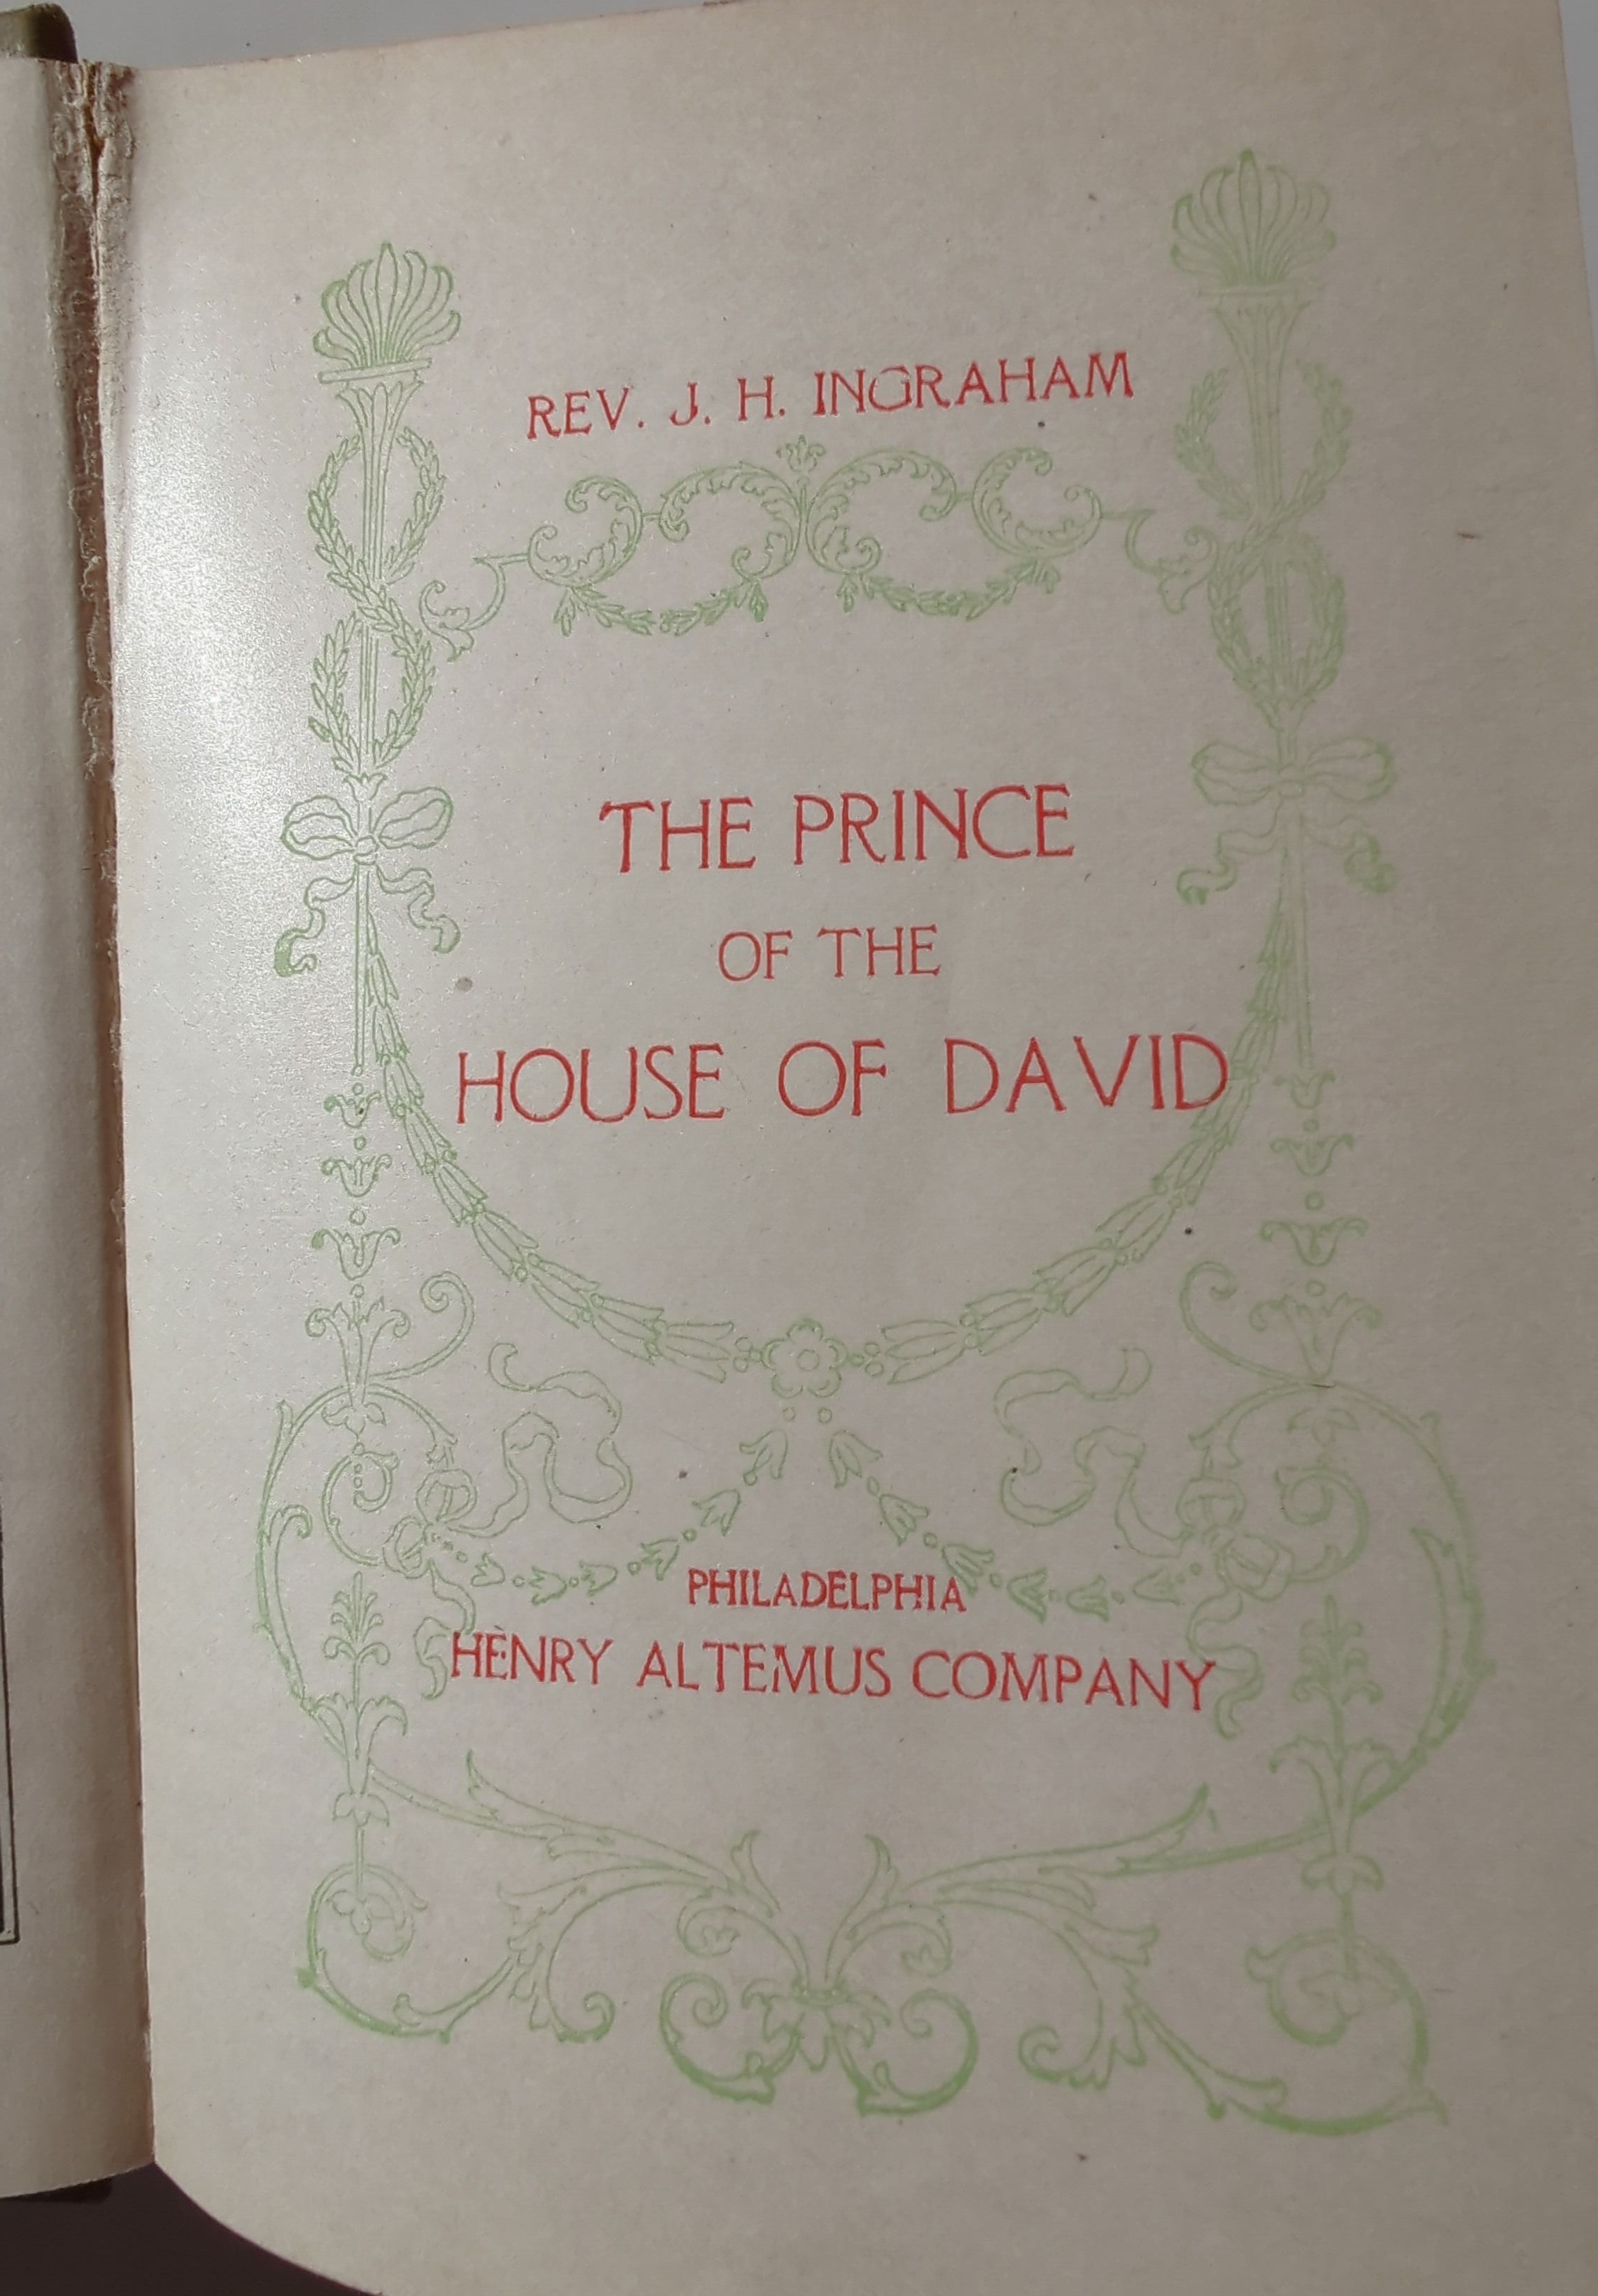 REV. J. H. INGRAHAM
THE PRINCE
OF THE
HOUSE OF DAVID
PHILADELPHIA
HENRY ALTEMUS COMPANY